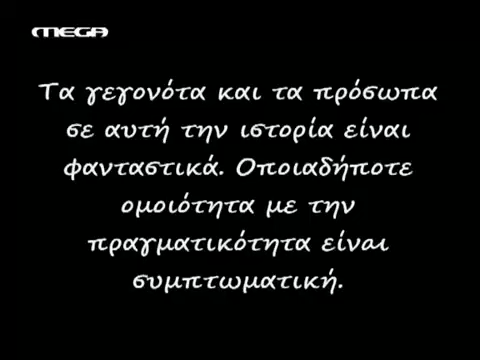 MEGA
Τα γεγονότα και τα πρόσωπα
σε αυτή την ιστορία είναι
φανταστικά. Οποιαδήποτε
ομοιότητα με την
πραγματικότητα είναι
συμπτωματική.